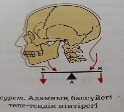 сурет. Адамның бассүйегі –
тепе-теңдік иінтірегі